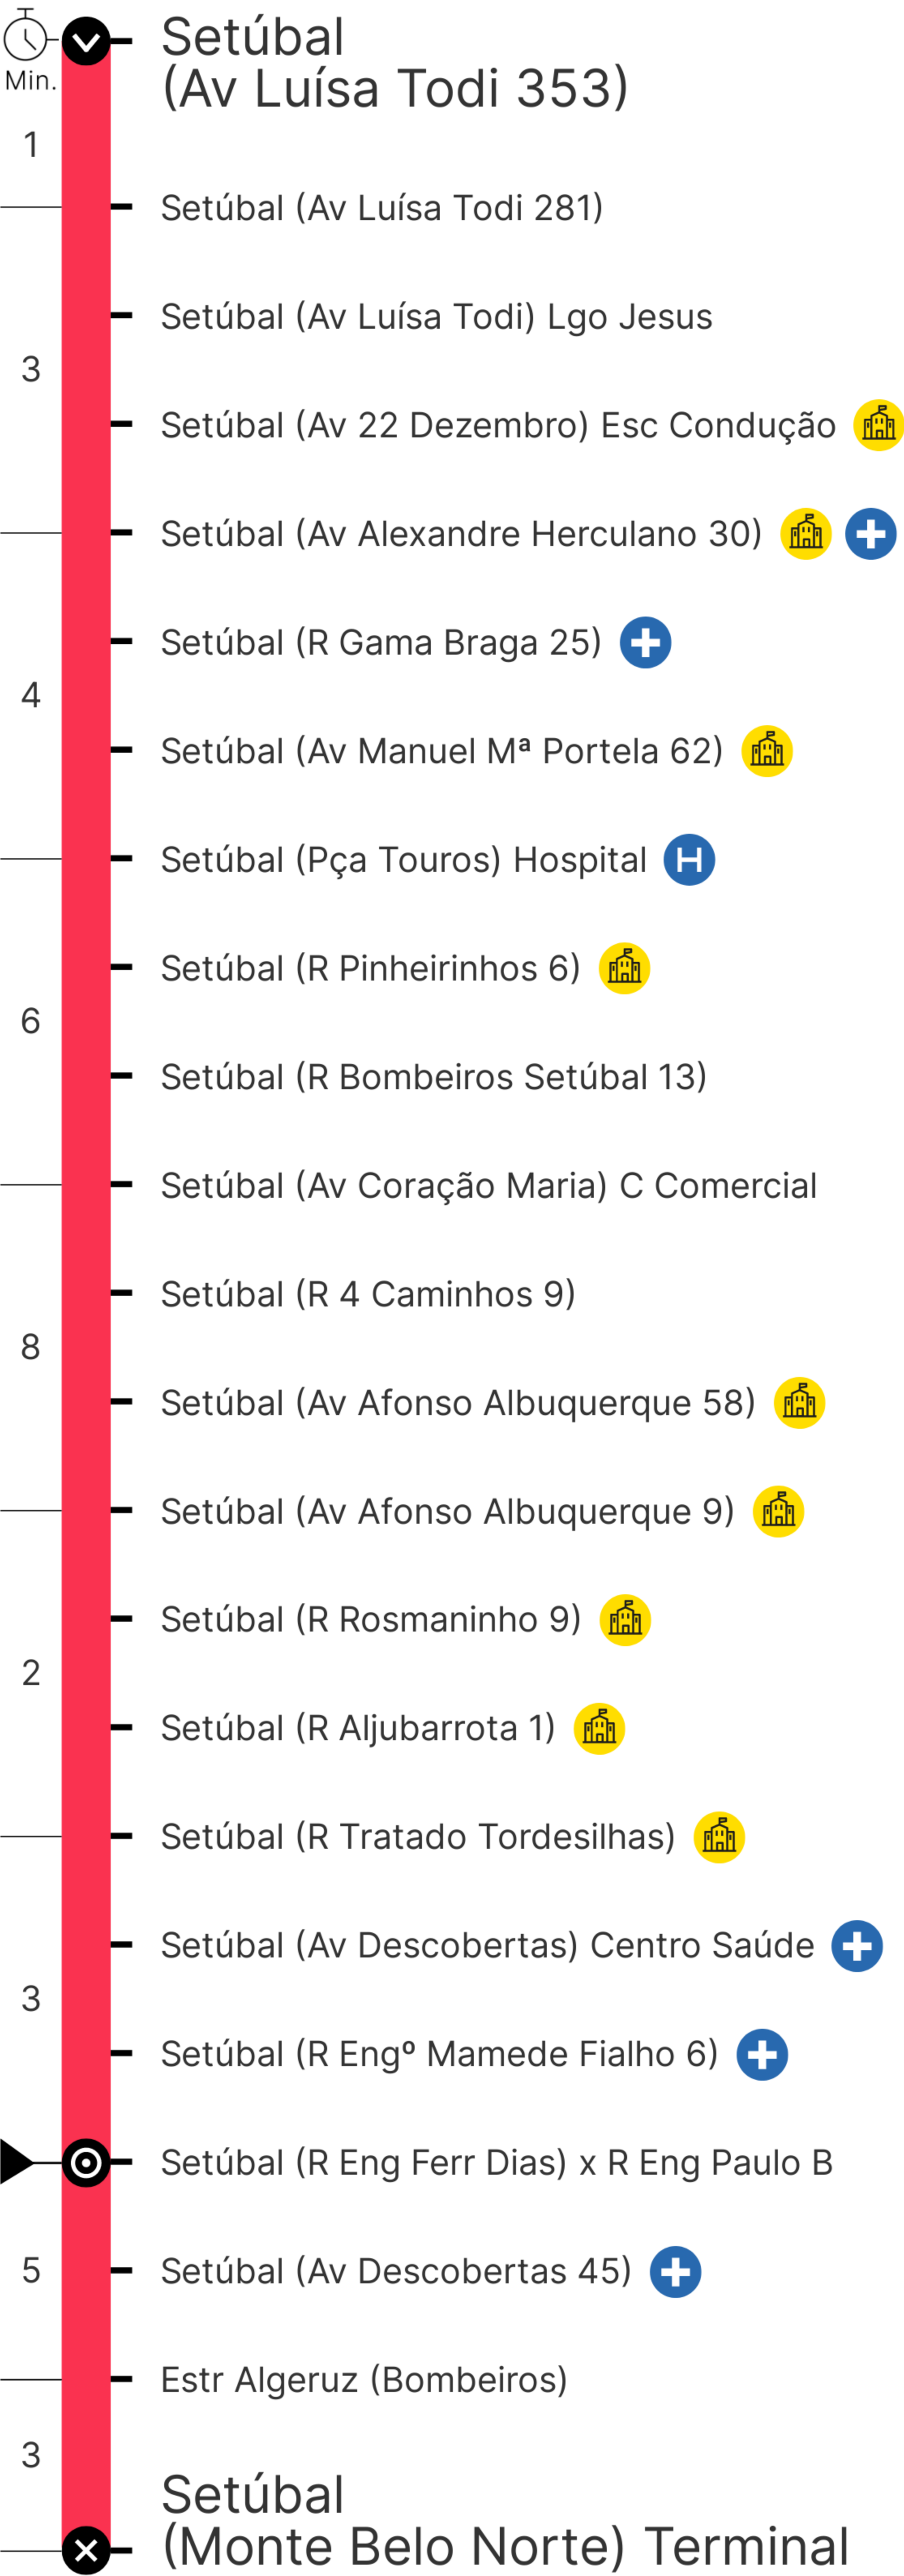 Setúbal
(Av Luísa Todi 353)
Min.
1
Setúbal (Av Luísa Todi 281)
Setúbal (Av Luísa Todi) Lgo Jesus
3
Setúbal (Av 22 Dezembro) Esc Condução
Setúbal (Av Alexandre Herculano 30)
Setúbal (R Gama Braga 25)
4
Setúbal (Av Manuel Mª Portela 62)
Setúbal (Pça Touros) Hospital H
Setúbal (R Pinheirinhos 6)
6
Setúbal (R Bombeiros Setúbal 13)
Setúbal (Av Coração Maria) C Comercial
Setúbal (R 4 Caminhos 9)
8
Setúbal (Av Afonso Albuquerque 58)
Setúbal (Av Afonso Albuquerque 9)
Setúbal (R Rosmaninho 9)
2
Setúbal (R Aljubarrota 1)
Setúbal (R Tratado Tordesilhas)
Setúbal (Av Descobertas) Centro Saúde
3
Setúbal (R Engº Mamede Fialho 6)
Setúbal (R Eng Ferr Dias) x R Eng Paulo B
5
Setúbal (Av Descobertas 45)
Estr Algeruz (Bombeiros)
3
Setúbal
(Monte Belo Norte) Terminal